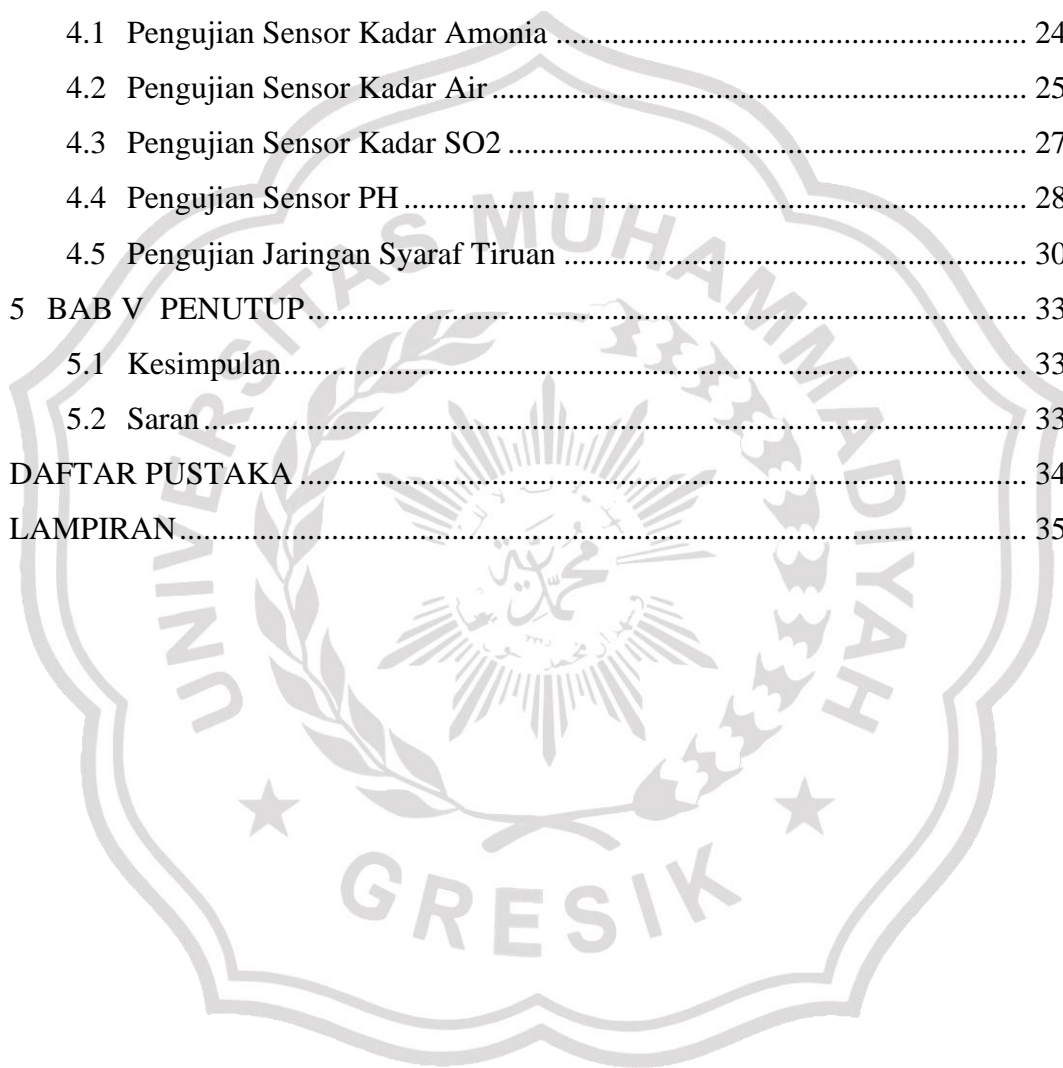 4.1 Pengujian Sensor Kadar Amonia ........................................................... 24
4.2 Pengujian Sensor Kadar Air ................................................................... 25
4.3 Pengujian Sensor Kadar SO2 ................................................................. 27
4.4 Pengujian Sensor PH .............................................................................. 28
4.5 Pengujian Jaringan Syaraf Tiruan .......................................................... 30
5 BAB V PENUTUP .......................................................................................... 33
5.1 Kesimpulan ............................................................................................. 33
5.2 Saran ....................................................................................................... 33
DAFTAR PUSTAKA ........................................................................................... 34
LAMPIRAN .......................................................................................................... 35
UNIVERSITAS MUHAMMADIYAH
GRESIK